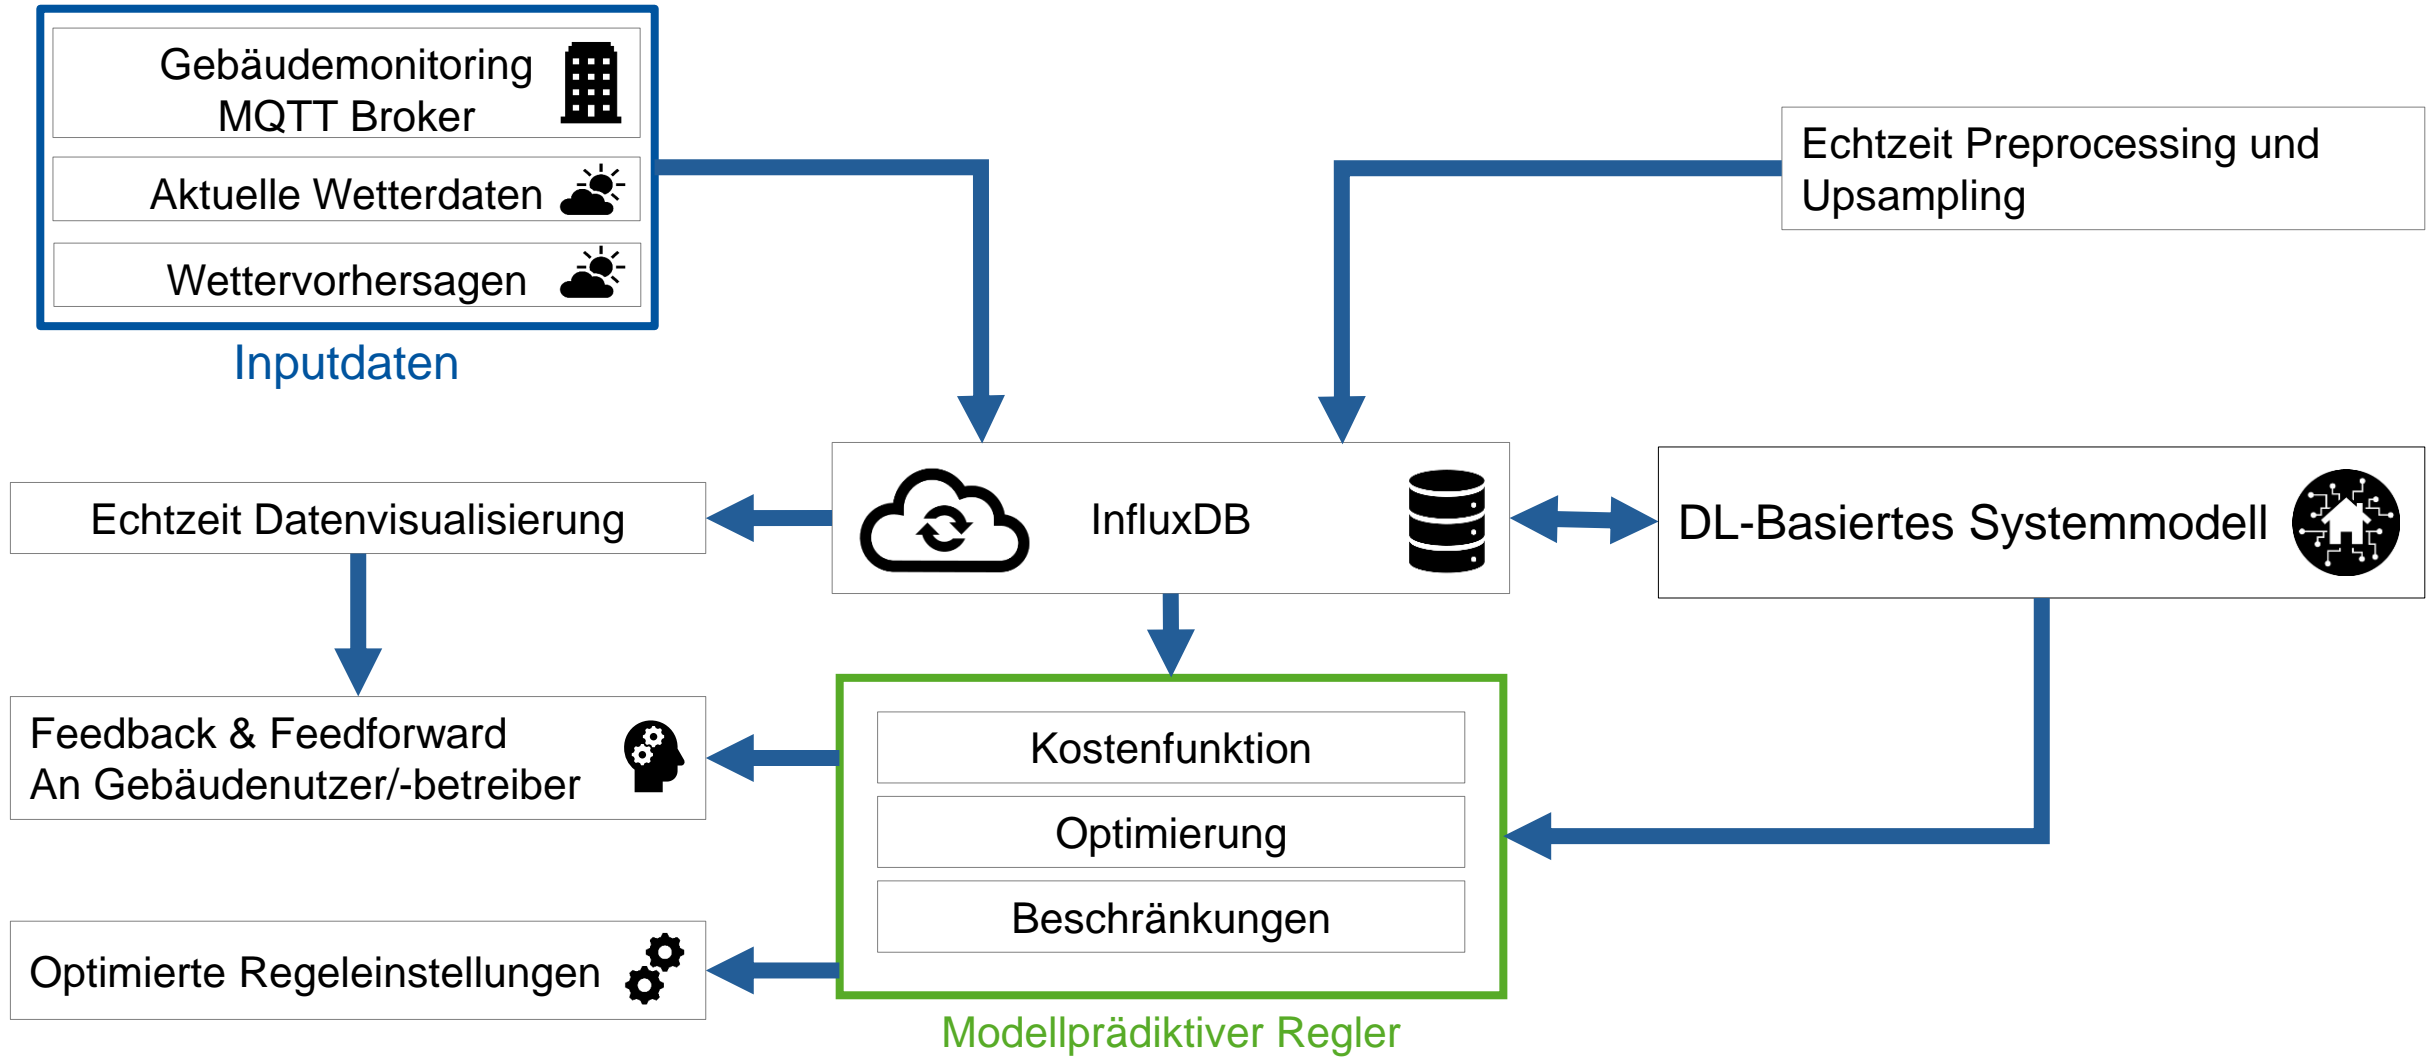 Gebäudemonitoring
MQTT Broker
Aktuelle Wetterdaten
Wettervorhersagen
Inputdaten
Echtzeit Preprocessing und
Upsampling
Echtzeit Datenvisualisierung
InfluxDB
DL-Basiertes Systemmodell
Feedback & Feedforward
An Gebäudenutzer/-betreiber
Kostenfunktion
Optimierung
Beschränkungen
Optimierte Regeleinstellungen
Modellprädiktiver Regler